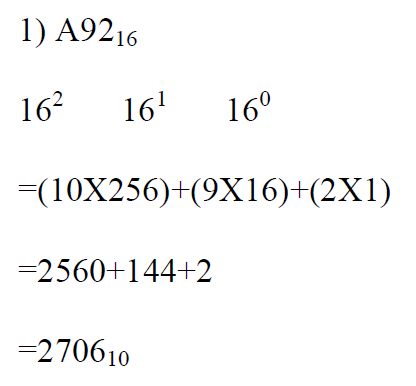 1) A92₁₆
16² 16¹ 16⁰
=(10X256)+(9X16)+(2X1)
=2560+144+2
=2706₁₀